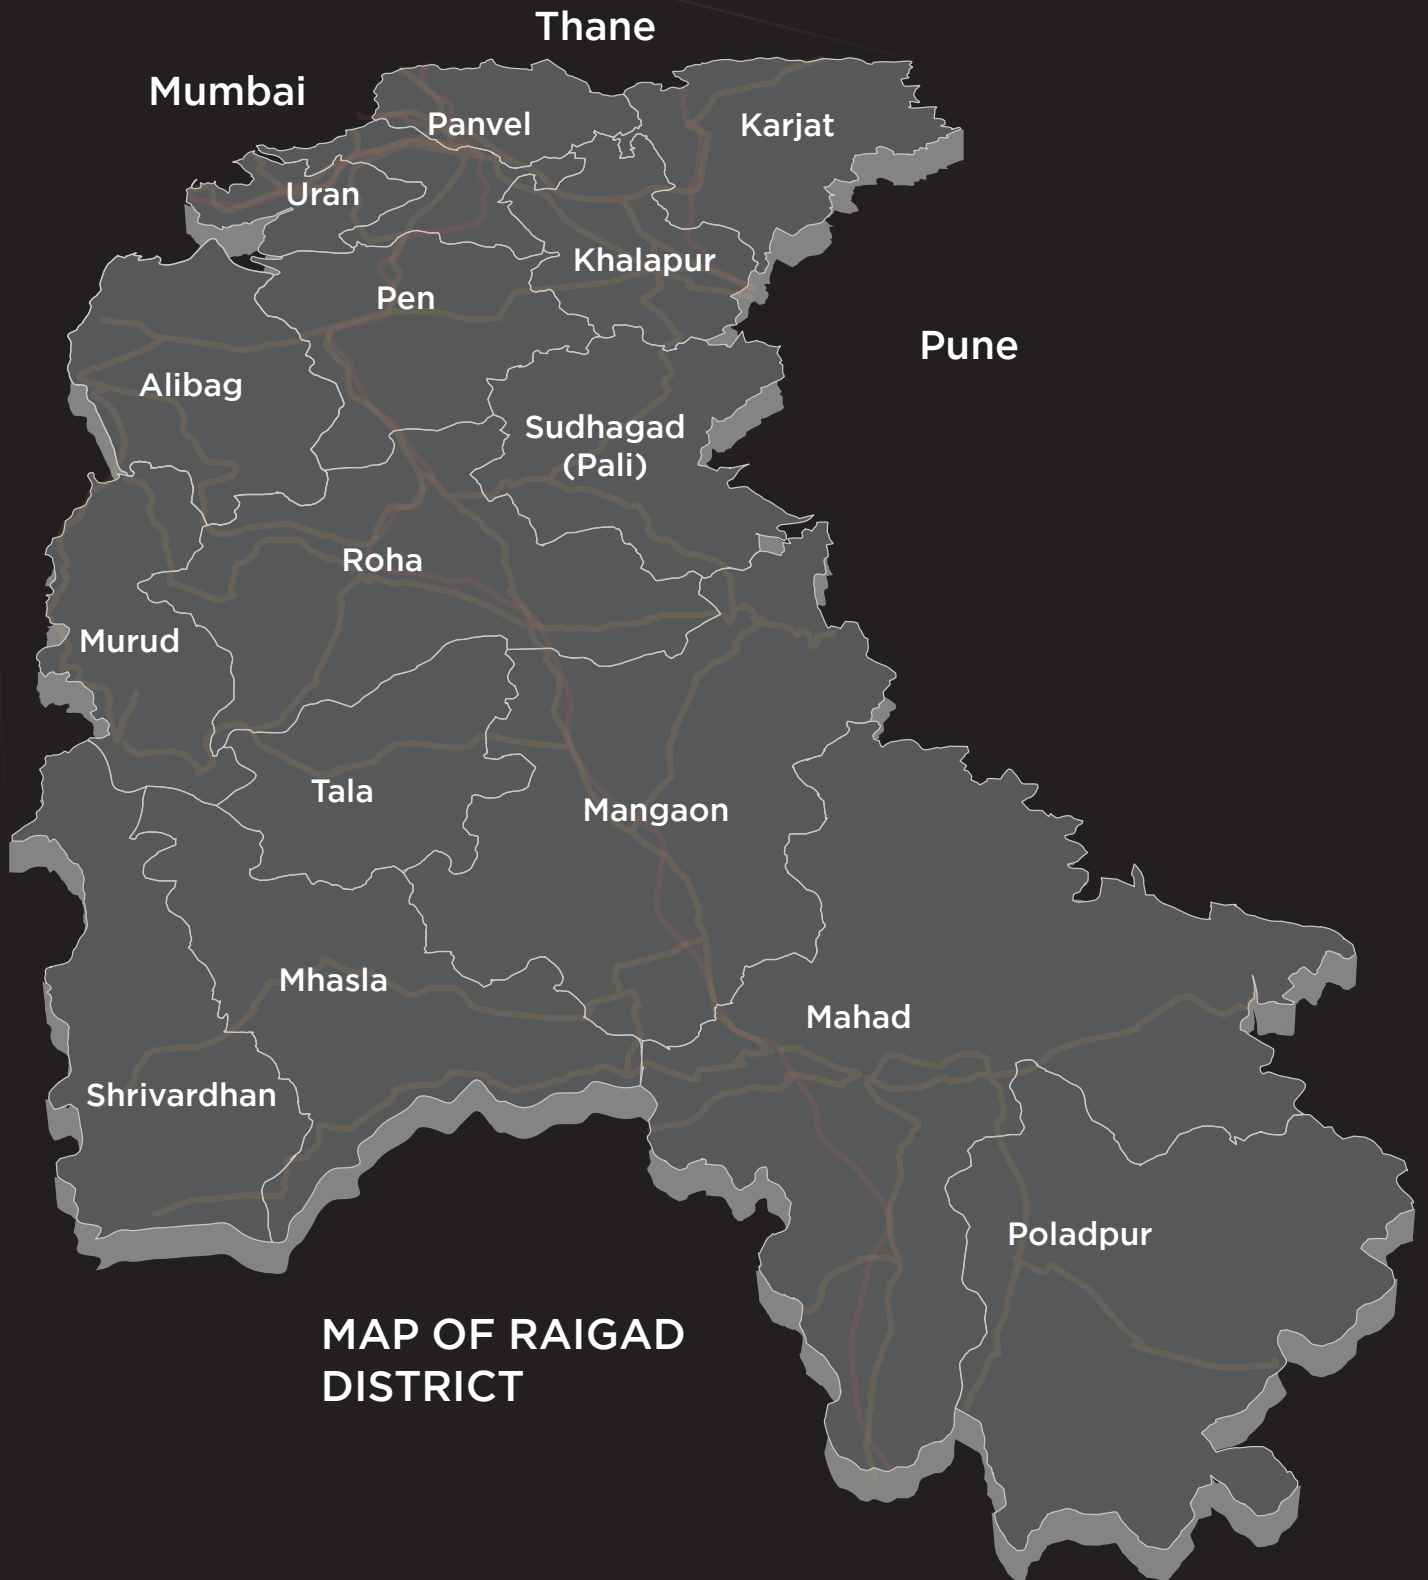 Thane
Mumbai
Panvel
Karjat
Uran
Khalapur
Pen
Pune
Alibag
Sudhagad
(Pali)
Roha
Murud
Tala
Mangaon
Mhasla
Mahad
Shrivardhan
Poladpur
MAP OF RAIGAD
DISTRICT